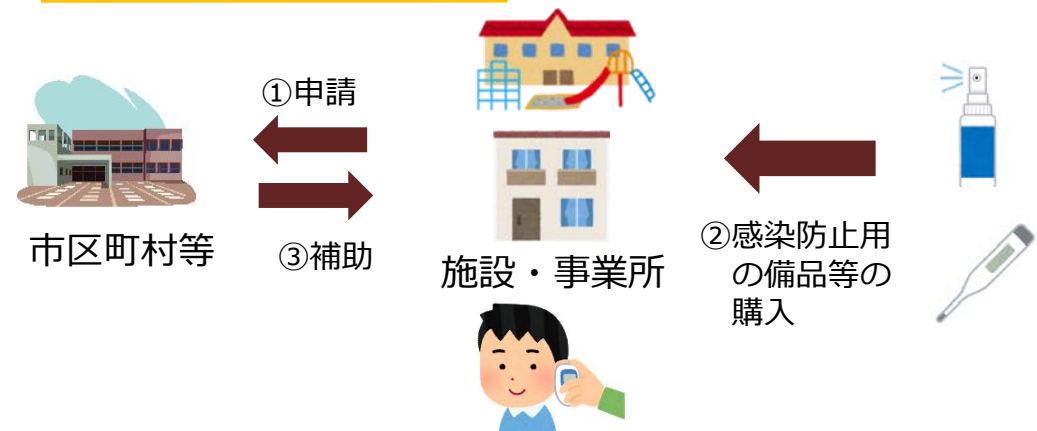 ①申請
市区町村等
③補助
施設・事業所
②感染防止用
の備品等の
購入